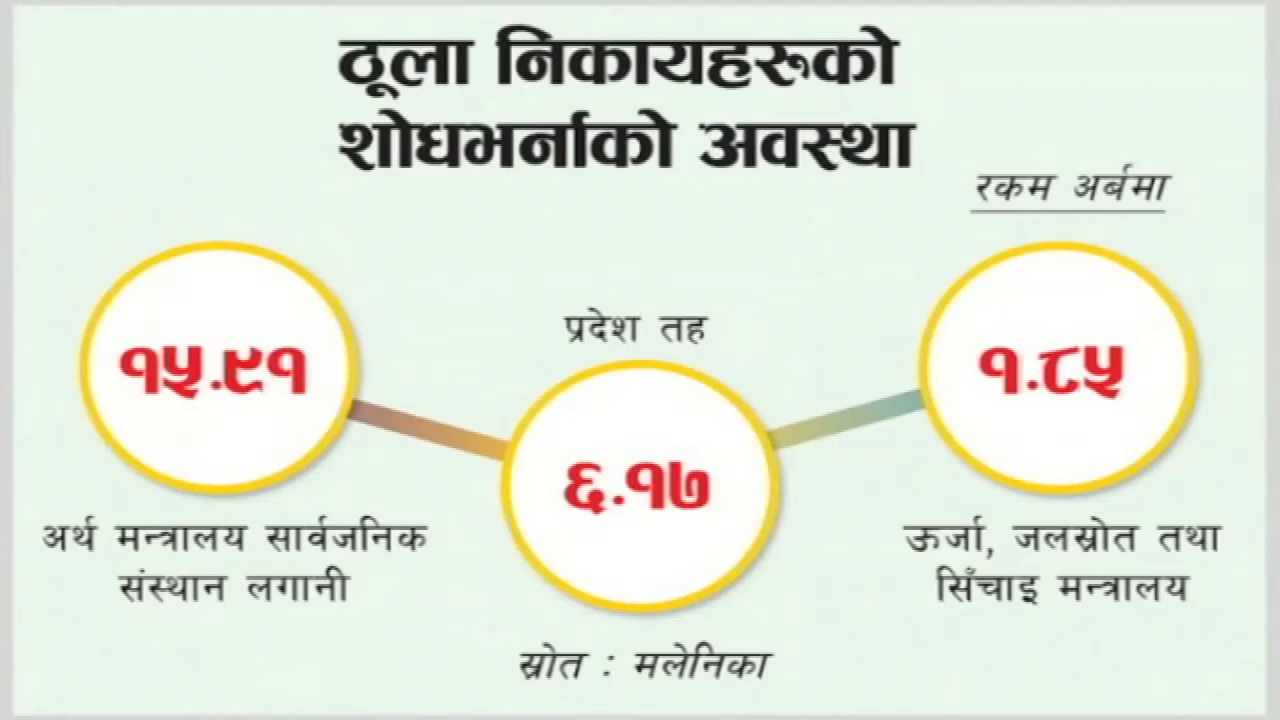 ठूला निकायहरूको
शोधभर्नाको अवस्था
रकम अर्बमा
१५.९१
प्रदेश तह
६.१७
१.८५
अर्थ मन्त्रालय सार्वजनिक
संस्थान लगानी
ऊर्जा, जलस्रोत तथा
सिँचाइ मन्त्रालय
स्रोत : मलेनिका